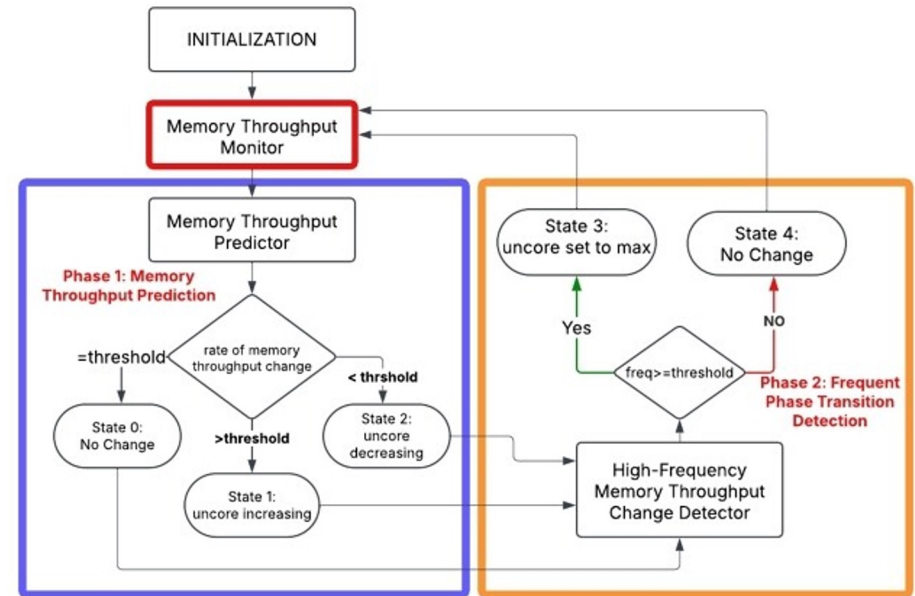 INITIALIZATION
Memory Throughput
Monitor
Memory Throughput
Predictor
Phase 1: Memory
Throughput Prediction
rate of memory
throughput change
=threshold
< thrshold
>threshold
State 0:
No Change
State 2:
uncore
decreasing
State 1:
uncore increasing
State 3:
uncore set to max
State 4:
No Change
Yes
NO
freq>=threshold
Phase 2: Frequent
Phase Transition
Detection
High-Frequency
Memory Throughput
Change Detector